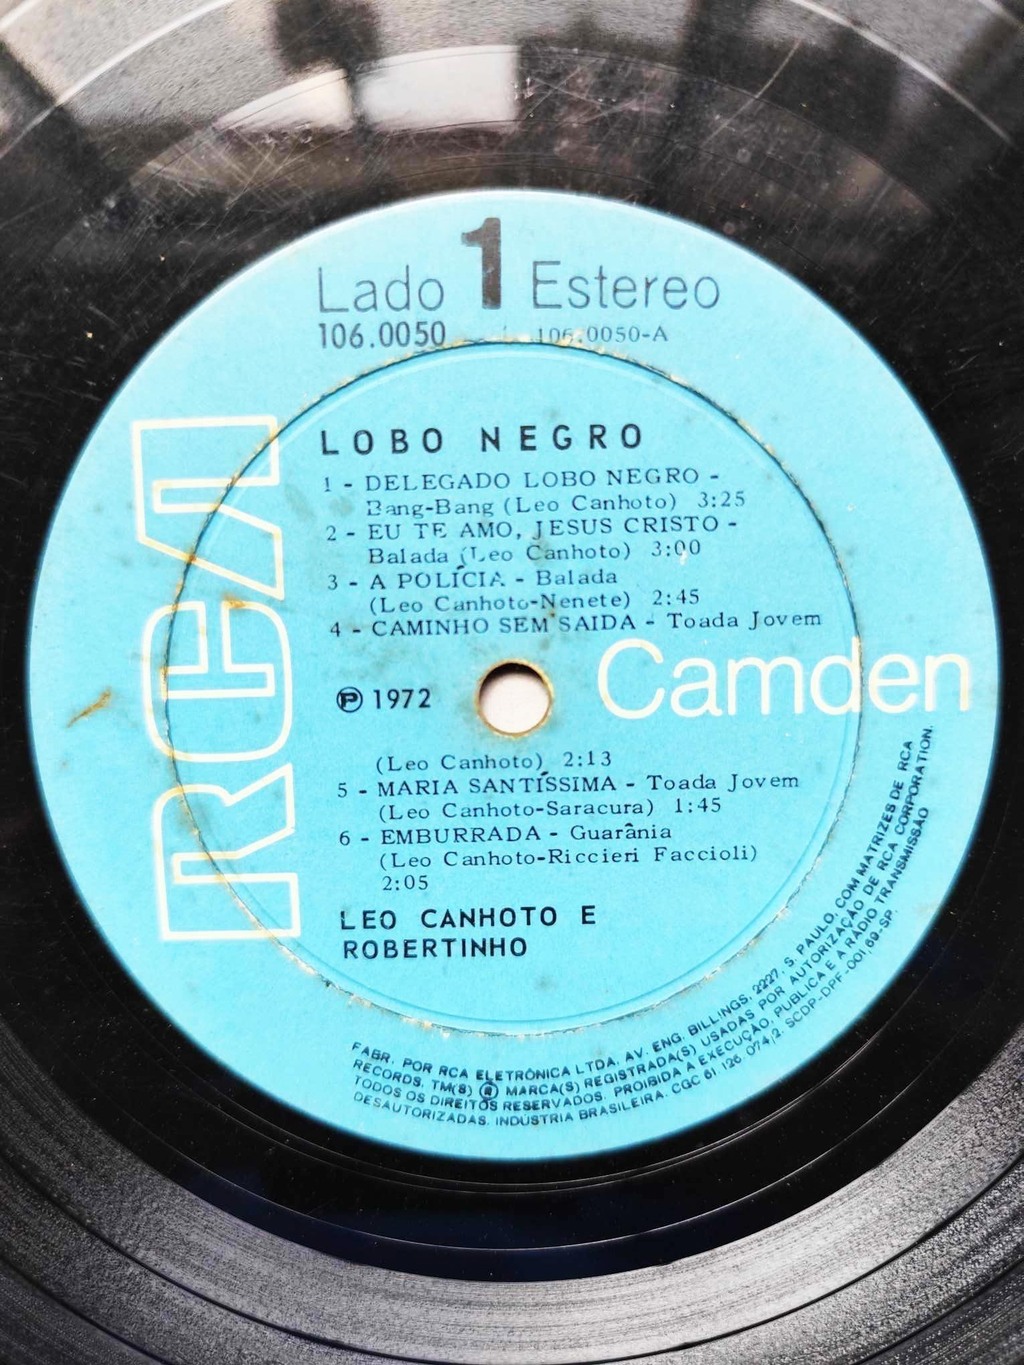 Lado 1 Estereo
106.0050 106.0050-A
LOBO NEGRO
1 - DELEGADO LOBO NEGRO -
Bang-Bang (Leo Canhoto) 3:25
2 - EU TE AMO, JESUS CRISTO -
Balada (Leo Canhoto) 3:00
3 - A POLÍCIA - Balada
(Leo Canhoto-Nenete) 2:45
4 - CAMINHO SEM SAIDA - Toada Jovem
RCA
Camden
Ⓟ 1972
(Leo Canhoto) 2:13
5 - MARIA SANTÍSSIMA - Toada Jovem
(Leo Canhoto-Saracura) 1:45
6 - EMBURRADA - Guarânia
(Leo Canhoto-Riccieri Faccioli)
2:05
LEO CANHOTO E
ROBERTINHO
FABR. POR RCA ELETRÔNICA LTDA. AV. ENG. BILLINGS, 2227, S. PAULO, COM MATRIZES DE RCA
RECORDS. TM(S) ® MARCA(S) REGISTRADA(S) USADAS POR AUTORIZAÇÃO DE RCA CORPORATION.
TODOS OS DIREITOS RESERVADOS. PROIBIDA A EXECUÇÃO, PUBLICA E A RÁDIO TRANSMISSÃO
DESAUTORIZADAS. INDÚSTRIA BRASILEIRA. CGC 61.126.074/2. SCDP-DPF-001/69-SP.